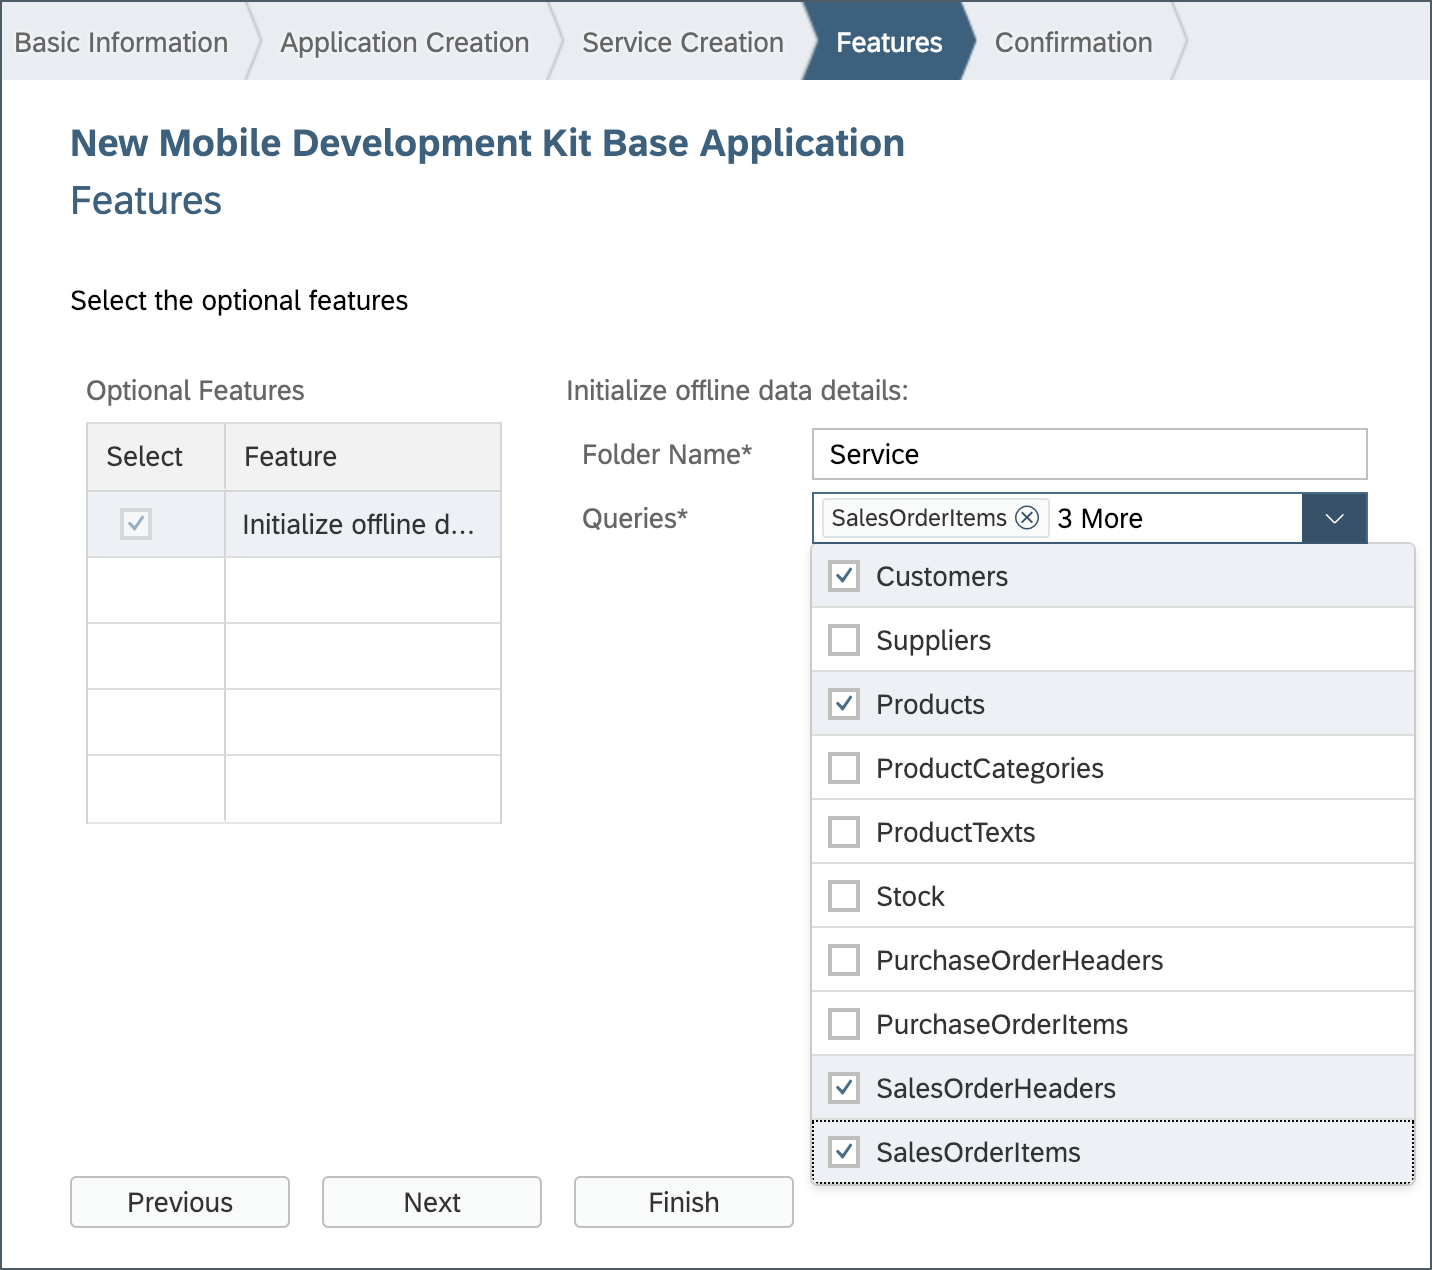 Basic Information
Application Creation
Service Creation
Features
Confirmation
New Mobile Development Kit Base Application
Features
Select the optional features
Optional Features
Select
Feature
Initialize offline d...
Initialize offline data details:
Folder Name*
Service
Queries*
SalesOrderItems
3 More
Customers
Suppliers
Products
ProductCategories
ProductTexts
Stock
PurchaseOrderHeaders
PurchaseOrderItems
SalesOrderHeaders
SalesOrderItems
Previous
Next
Finish